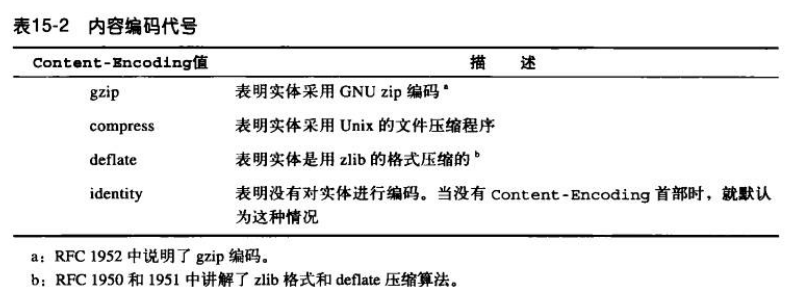 表15-2 内容编码代号
Content-Encoding值 描 述
gzip 表明实体采用 GNU zip 编码a
compress 表明实体采用 Unix 的文件压缩程序
deflate 表明实体是用 zlib 的格式压缩的b
identity 表明没有对实体进行编码。当没有 Content-Encoding 首部时，就默认
为这种情况
a：RFC 1952 中说明了 gzip 编码。
b：RFC 1950 和 1951 中讲解了 zlib 格式和 deflate 压缩算法。